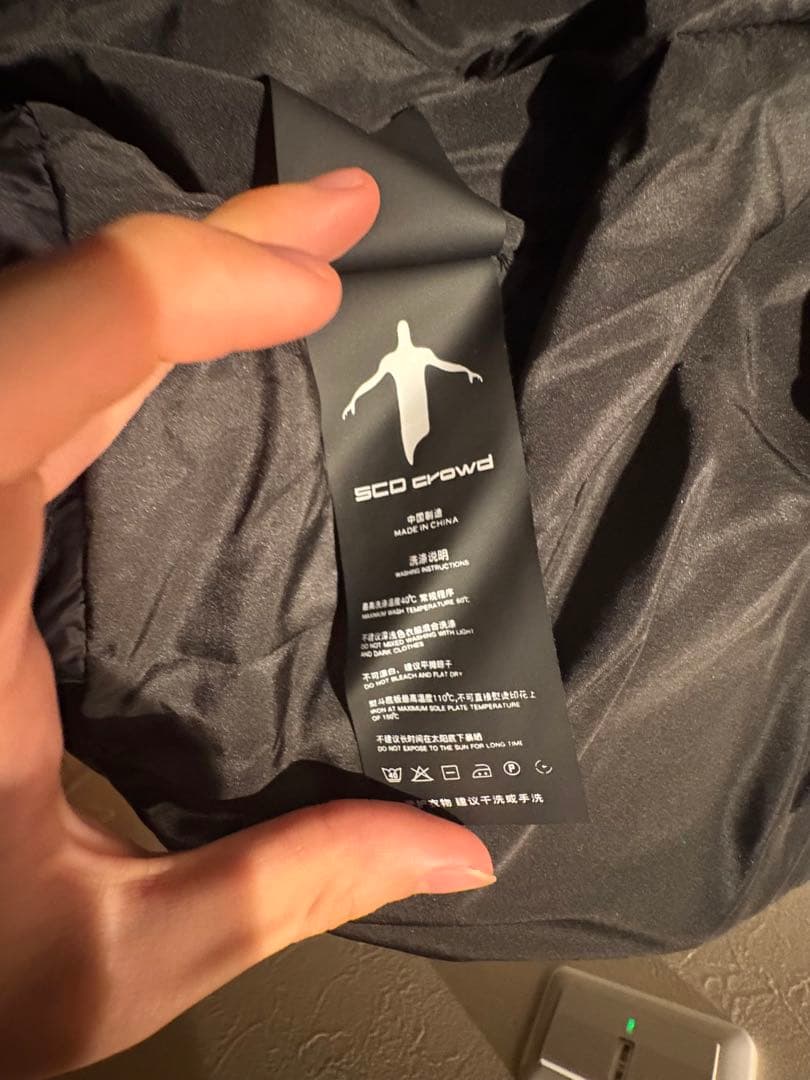 SCD crowd
中国制造
MADE IN CHINA
洗涤说明
WASHING INSTRUCTIONS
最高洗涤温度40℃ 常规程序
MAXIMUM WASH TEMPERATURE 60℃
不建议深浅色衣服混合洗涤
DO NOT MIXED WASHING WITH LIGHT
AND DARK CLOTHES
不可漂白,建议平摊晾干
DO NOT BLEACH AND FLAT DRY
熨斗底板最高温度110℃,不可直接熨烫印花上
IRON AT MAXIMUM SOLE PLATE TEMPERATURE
OF 150℃
不建议长时间在太阳底下暴晒
DO NOT EXPOSE TO THE SUN FOR LONG TIME
40 P
衣物 建议干洗或手洗